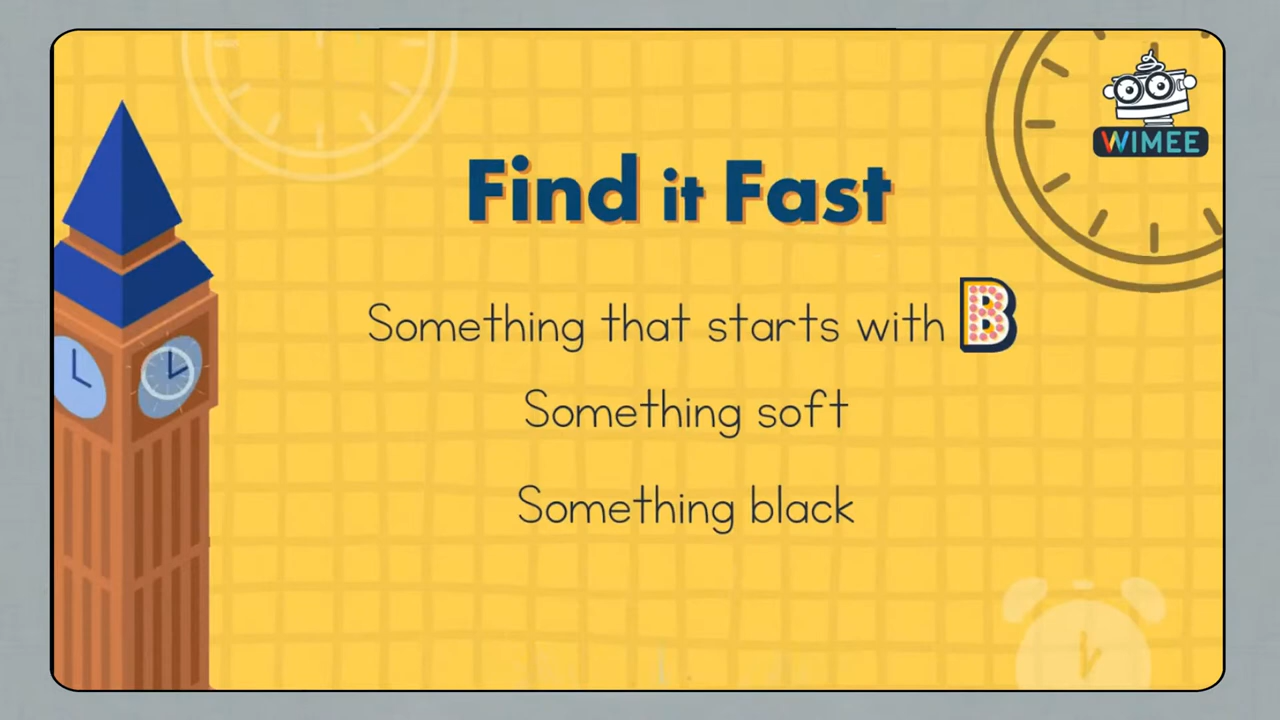 WIMEE
Find it Fast
Something that starts with B
Something soft
Something black